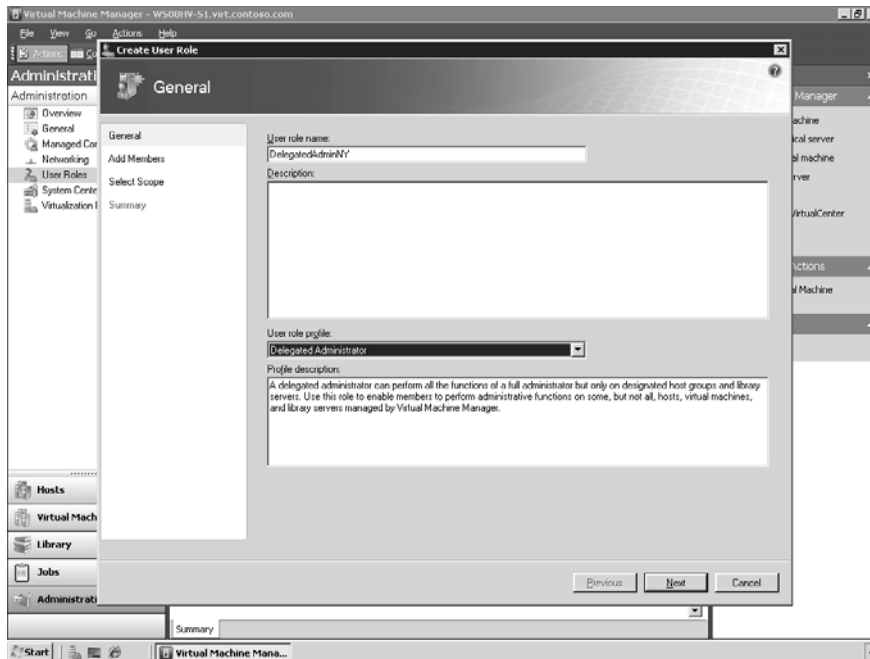 Virtual Machine Manager - WS08HV-S1.virt.contoso.com
File View Go Actions Help
Actions Co
Create User Role
Administrati
Administration
Overview
General
Managed Com
Networking
User Roles
System Cente
Virtualization
General
General
Add Members
Select Scope
Summary
User role name:
DelegatedAdminNY
Description:
User role profile:
Delegated Administrator
Profile description:
A delegated administrator can perform all the functions of a full administrator but only on designated host groups and library
servers. Use this role to enable members to perform administrative functions on some, but not all, hosts, virtual machines,
and library servers managed by Virtual Machine Manager.
Previous Next Cancel
Manager
achine
ical server
al machine
rver
VirtualCenter
Actions
al Machine
Hosts
Virtual Mach
Library
Jobs
Administrati
Summary
Start
Virtual Machine Mana...